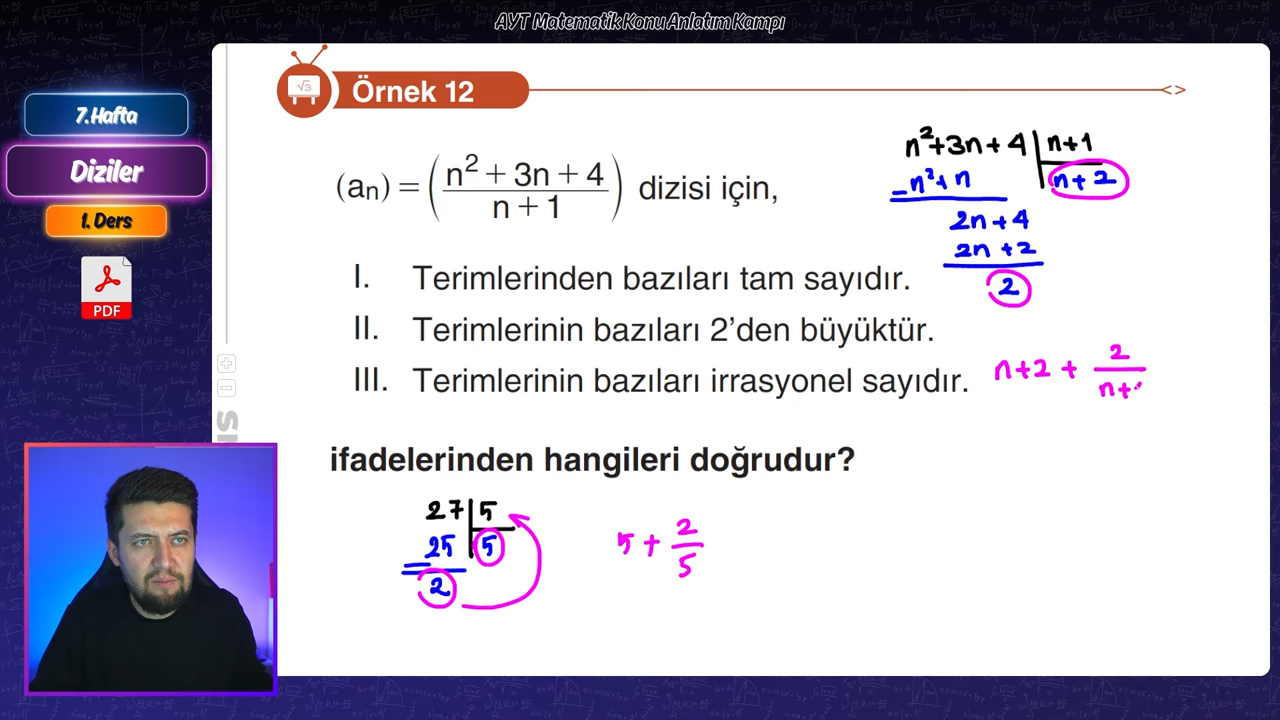 AYT Matematik Konu Anlatım Kampı
7.Hafta
Diziler
1. Ders
PDF
√3
Örnek 12
(aₙ) = ((n² + 3n + 4)/(n + 1)) dizisi için,
I. Terimlerinden bazıları tam sayıdır.
II. Terimlerinin bazıları 2'den büyüktür.
III. Terimlerinin bazıları irrasyonel sayıdır.
ifadelerinden hangileri doğrudur?
n²+3n+4 | n+1
−n²+n | n+2
2n+4
2n+2
2
n+2 + 2/n+
27 | 5
25 | 5
2
5 + 2/5